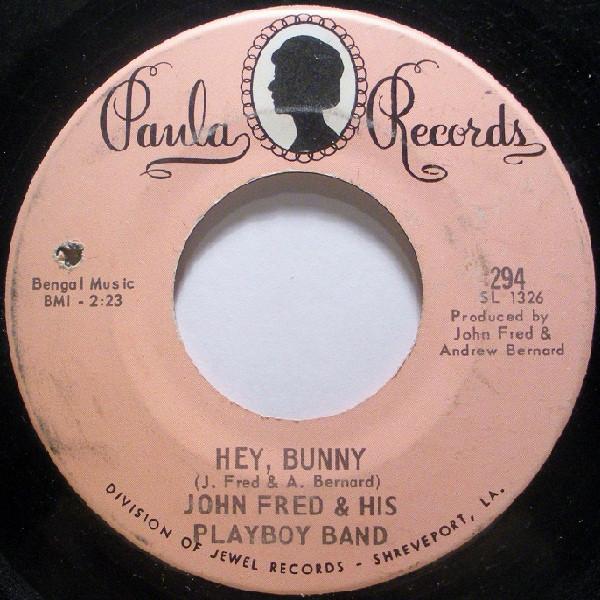 Paula Records
Bengal Music
BMI - 2:23
294
SL 1326
Produced by
John Fred &
Andrew Bernard
HEY, BUNNY
(J. Fred & A. Bernard)
JOHN FRED & HIS
PLAYBOY BAND
DIVISION OF JEWEL RECORDS - SHREVEPORT, LA.